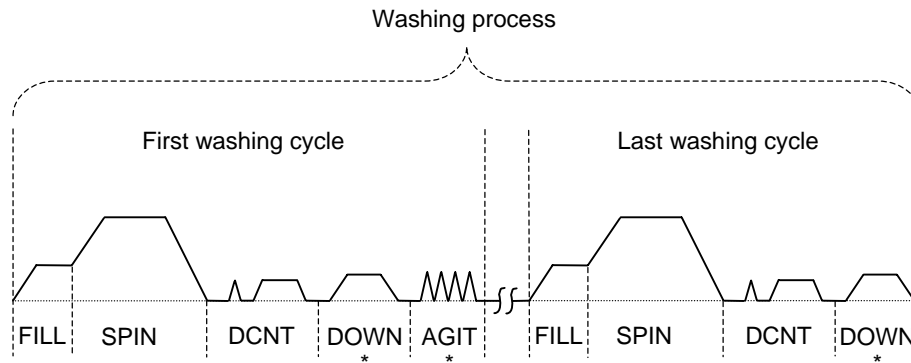 Washing process
First washing cycle
Last washing cycle
FILL SPIN DCNT DOWN AGIT FILL SPIN DCNT DOWN
* * *